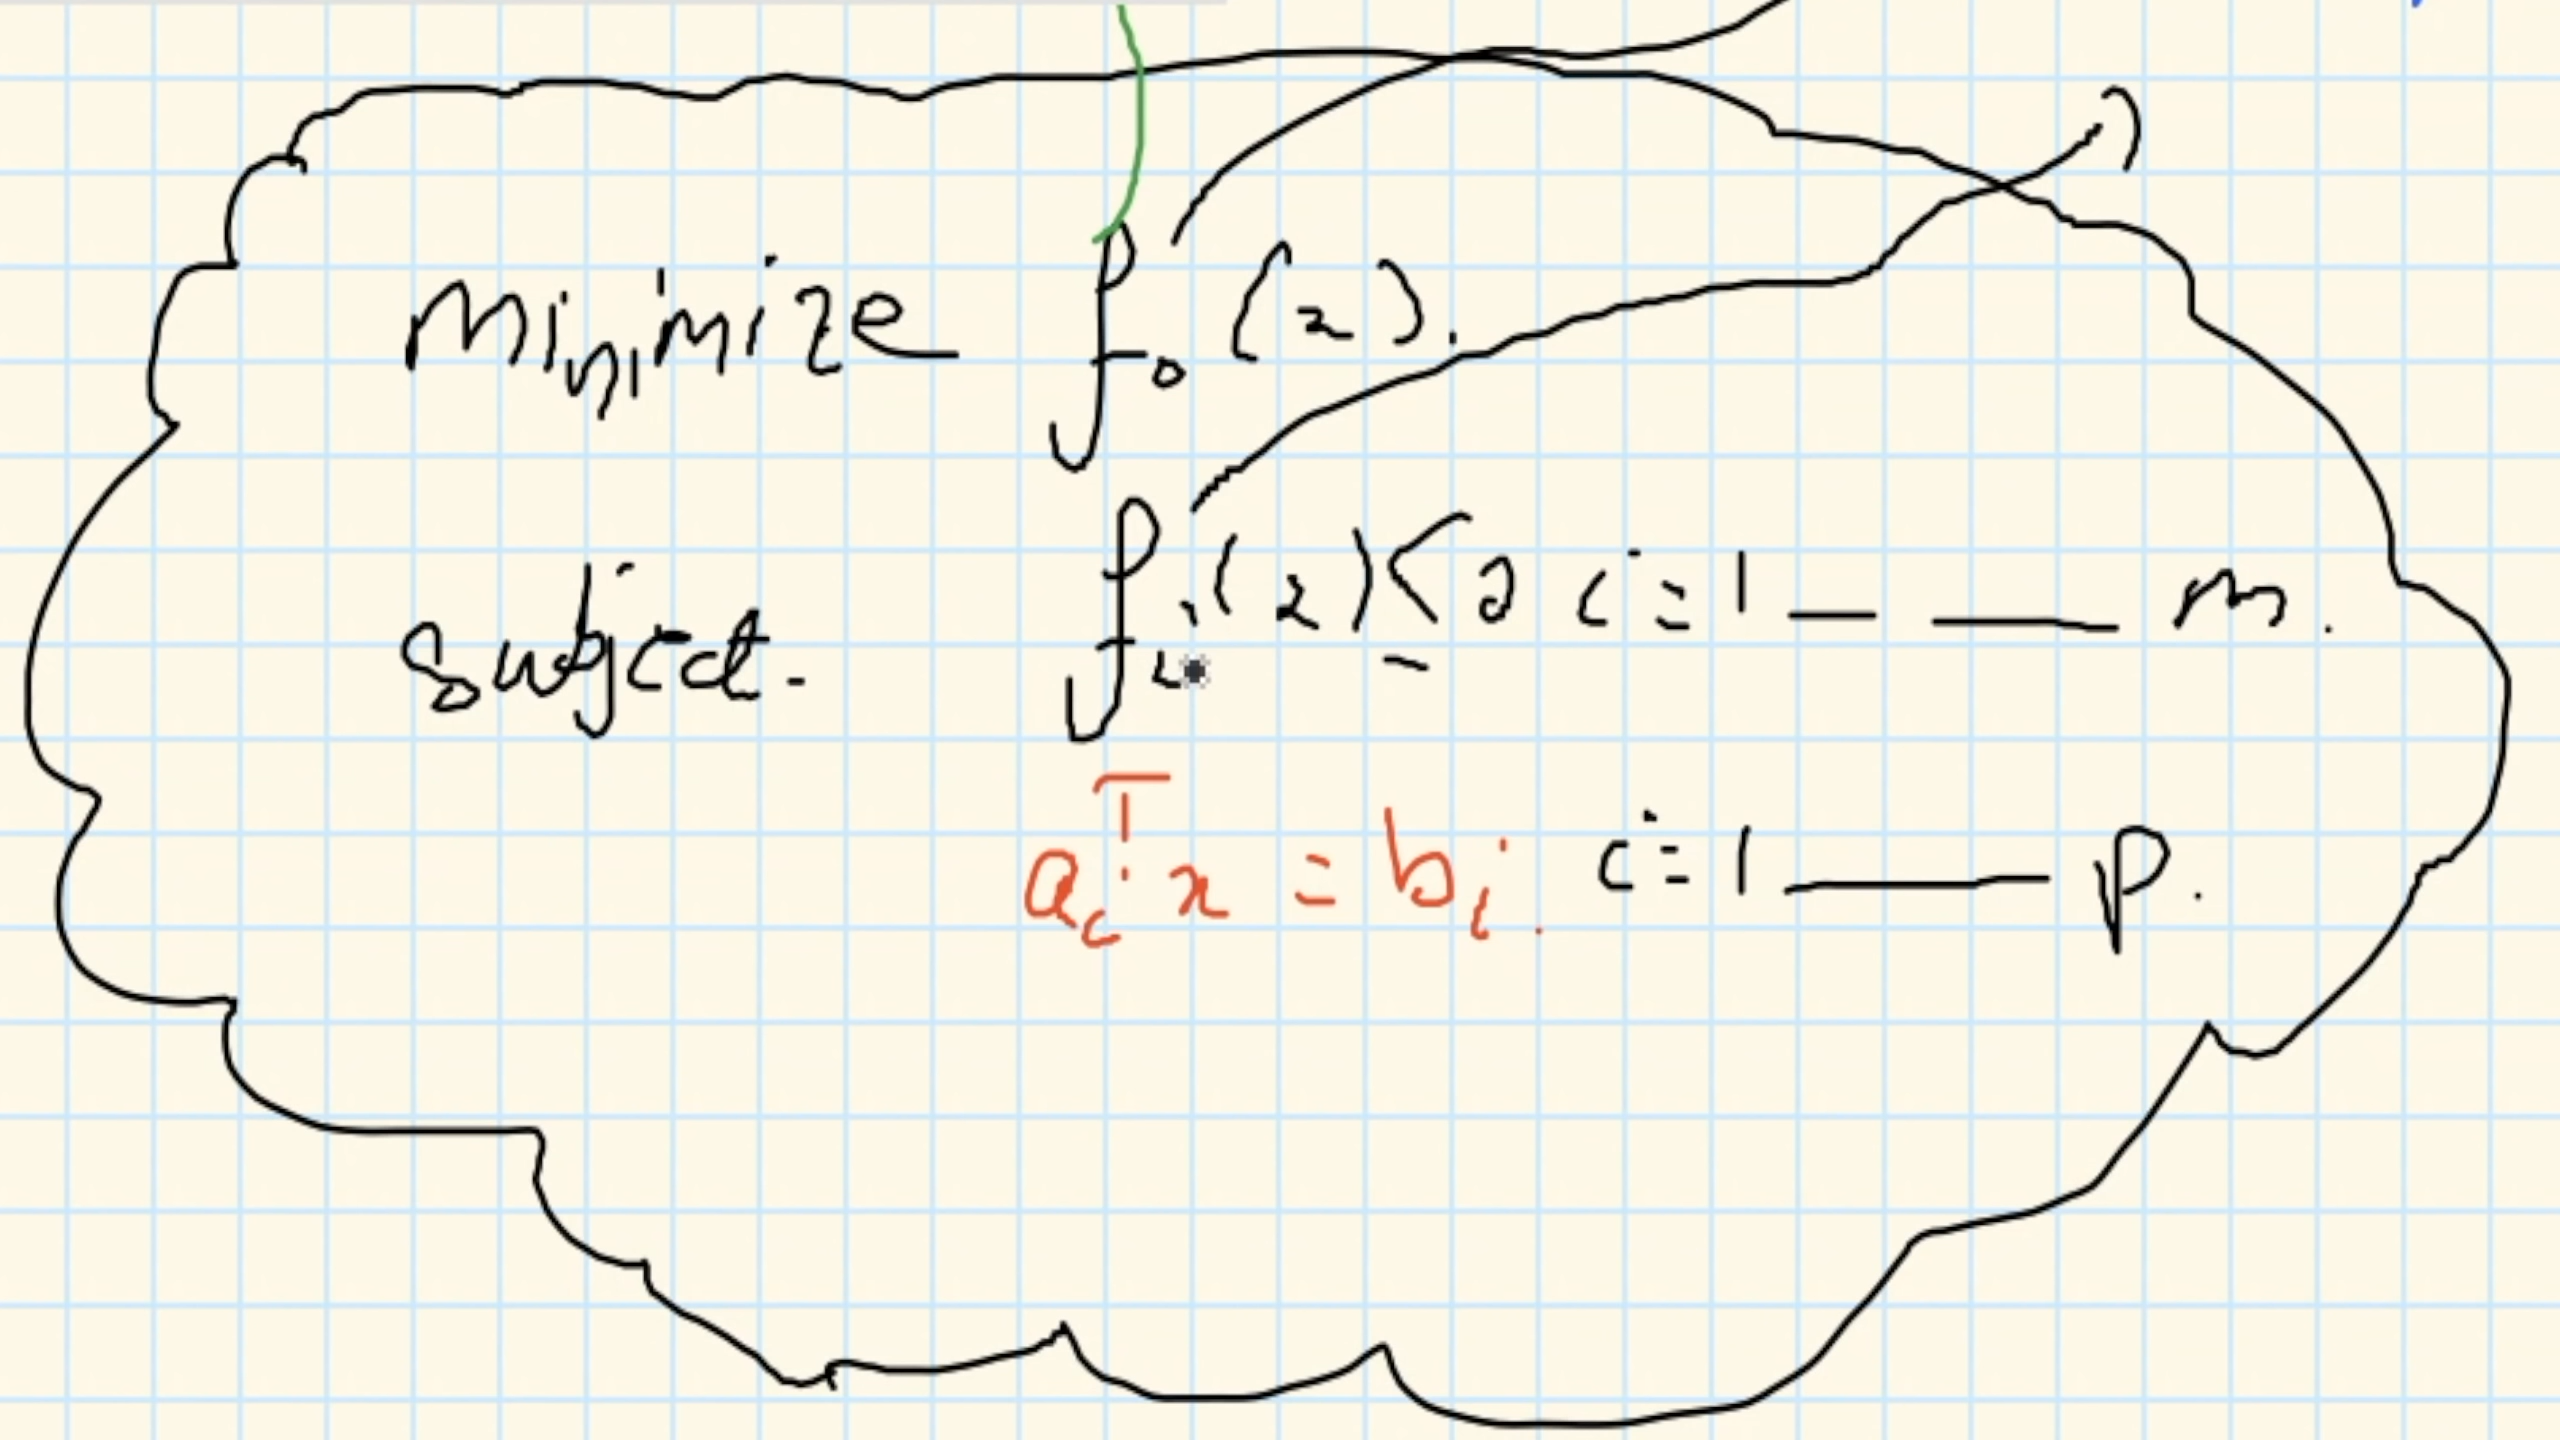 Minimize f₀(x).
Subject. fᵢ(x) ≤ 0 i = 1 — — m.
aᵢᵀx = bᵢ. i = 1 — p.